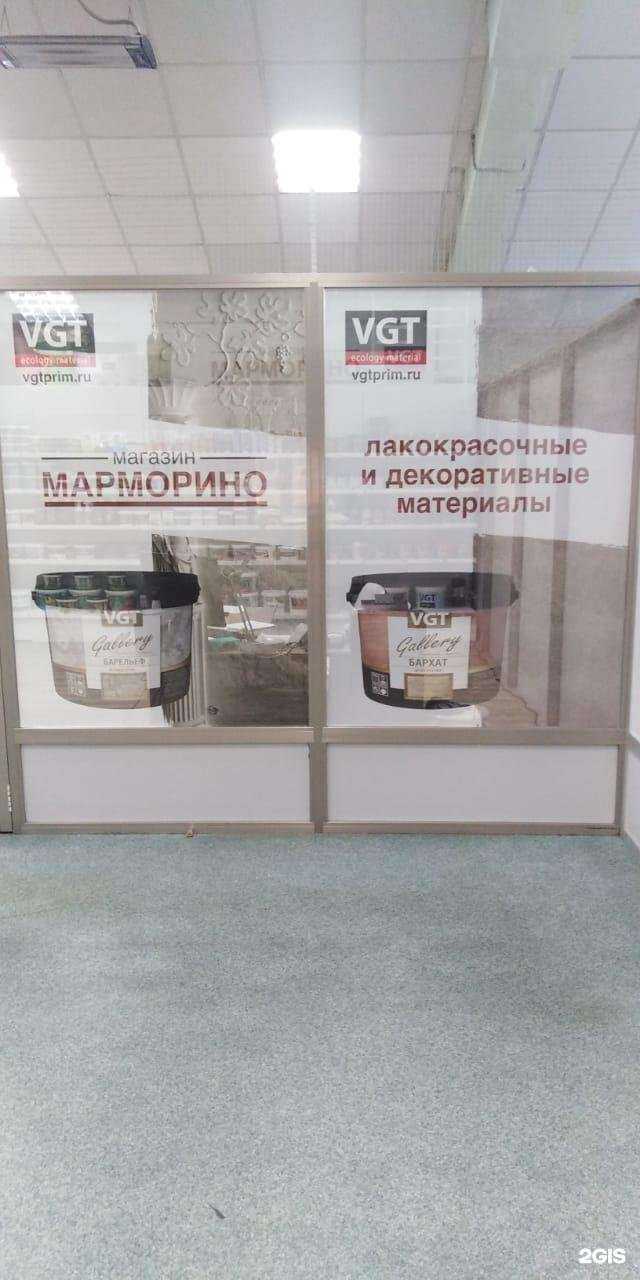 VGT
ecology material
vgtprim.ru
магазин
МАРМОРИНО
VGT
Gallery
БАРЕЛЬЕФ
VGT
ecology material
vgtprim.ru
лакокрасочные
и декоративные
материалы
VGT
VGT
Gallery
БАРХАТ
2GIS